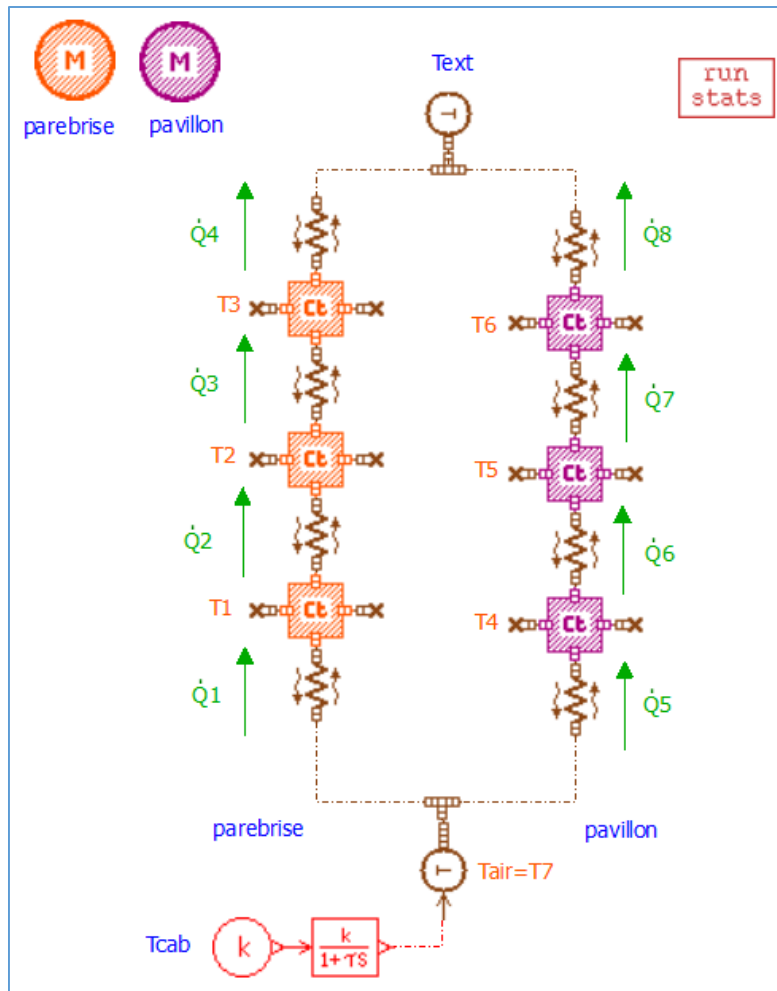 M
M
parebrise
pavillon
Text
run
stats
T
Q̇4
Q̇8
T3
Ct
T6
Ct
Q̇3
Q̇7
T2
Ct
T5
Ct
Q̇2
Q̇6
T1
Ct
T4
Ct
Q̇1
Q̇5
parebrise
pavillon
T
Tair=T7
Tcab
k
k
1+τS